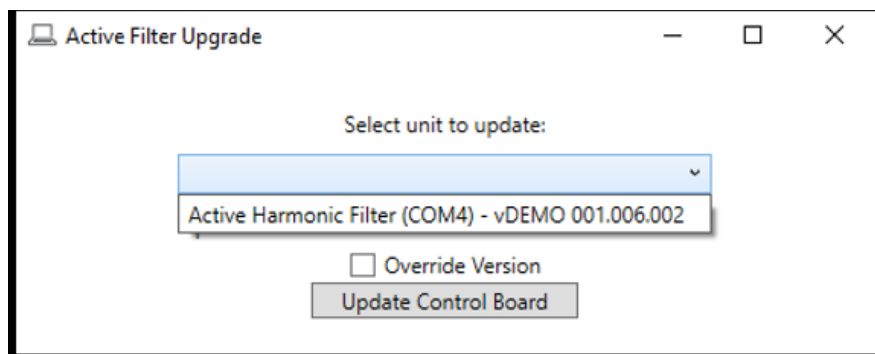 Active Filter Upgrade
Select unit to update:
Active Harmonic Filter (COM4) - vDEMO 001.006.002
Override Version
Update Control Board